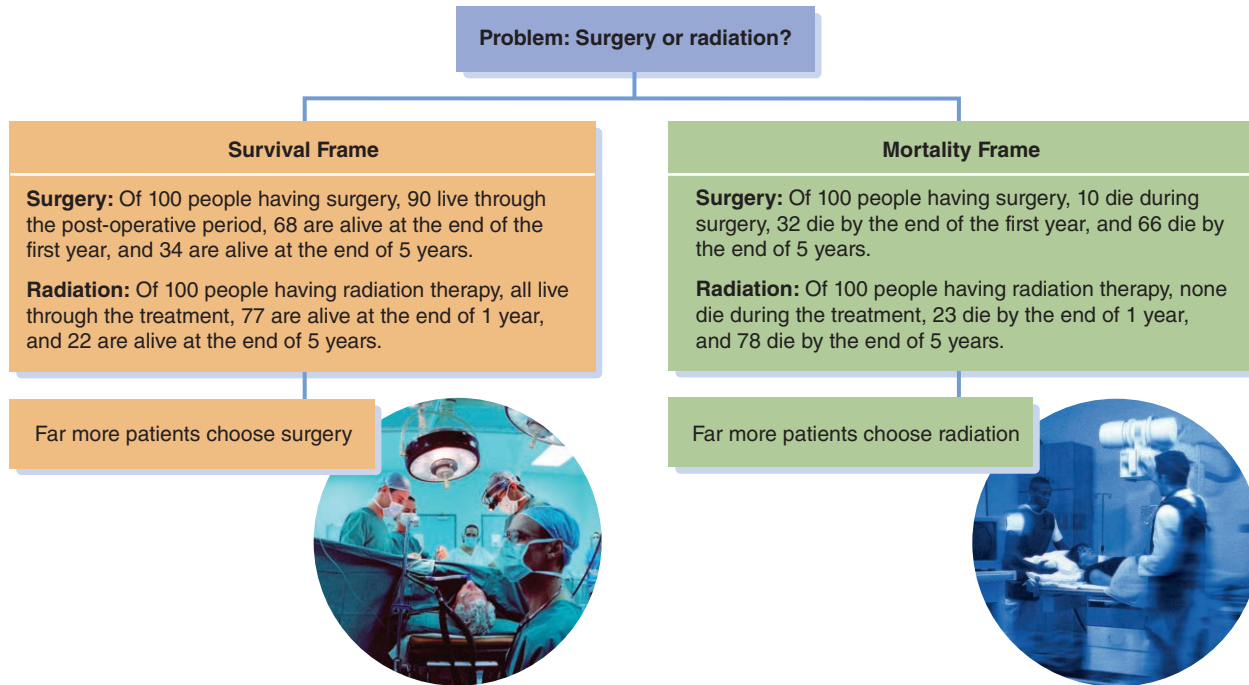 Problem: Surgery or radiation?
Survival Frame
Surgery: Of 100 people having surgery, 90 live through
the post-operative period, 68 are alive at the end of the
first year, and 34 are alive at the end of 5 years.
Radiation: Of 100 people having radiation therapy, all live
through the treatment, 77 are alive at the end of 1 year,
and 22 are alive at the end of 5 years.
Far more patients choose surgery
Mortality Frame
Surgery: Of 100 people having surgery, 10 die during
surgery, 32 die by the end of the first year, and 66 die by
the end of 5 years.
Radiation: Of 100 people having radiation therapy, none
die during the treatment, 23 die by the end of 1 year,
and 78 die by the end of 5 years.
Far more patients choose radiation